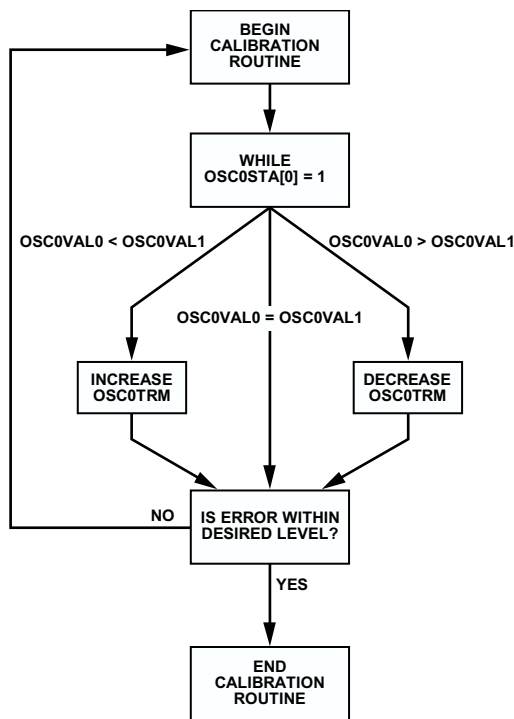 BEGIN
CALIBRATION
ROUTINE
WHILE
OSC0STA[0] = 1
OSC0VAL0 < OSC0VAL1
OSC0VAL0 > OSC0VAL1
OSC0VAL0 = OSC0VAL1
INCREASE
OSC0TRM
DECREASE
OSC0TRM
NO
IS ERROR WITHIN
DESIRED LEVEL?
YES
END
CALIBRATION
ROUTINE